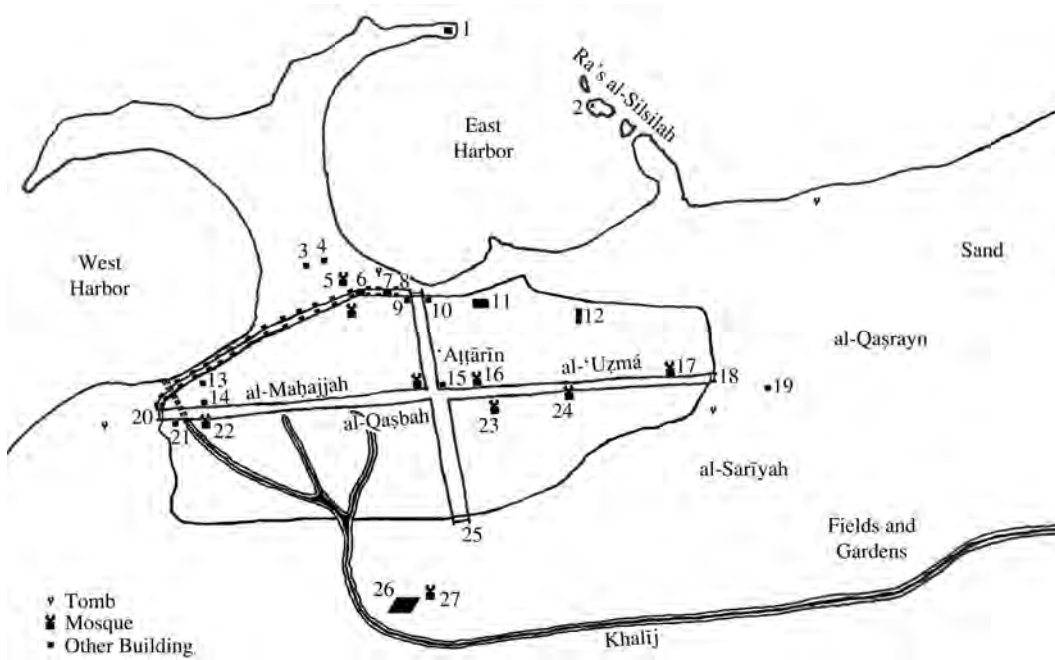 1
Ra's al-Silsilah
2
East
Harbor
3
4
Sand
West
Harbor
5
6
7
8
9
10
11
12
al-Qaṣrayn
'Aṭṭārīn
al-'Uẓmá
13
al-Maḥajjah
15
16
17
18
19
14
20
al-Qaṣbah
21
22
23
24
al-Sarīyah
25
Fields and
Gardens
26
27
Tomb
Mosque
Other Building
Khalīj